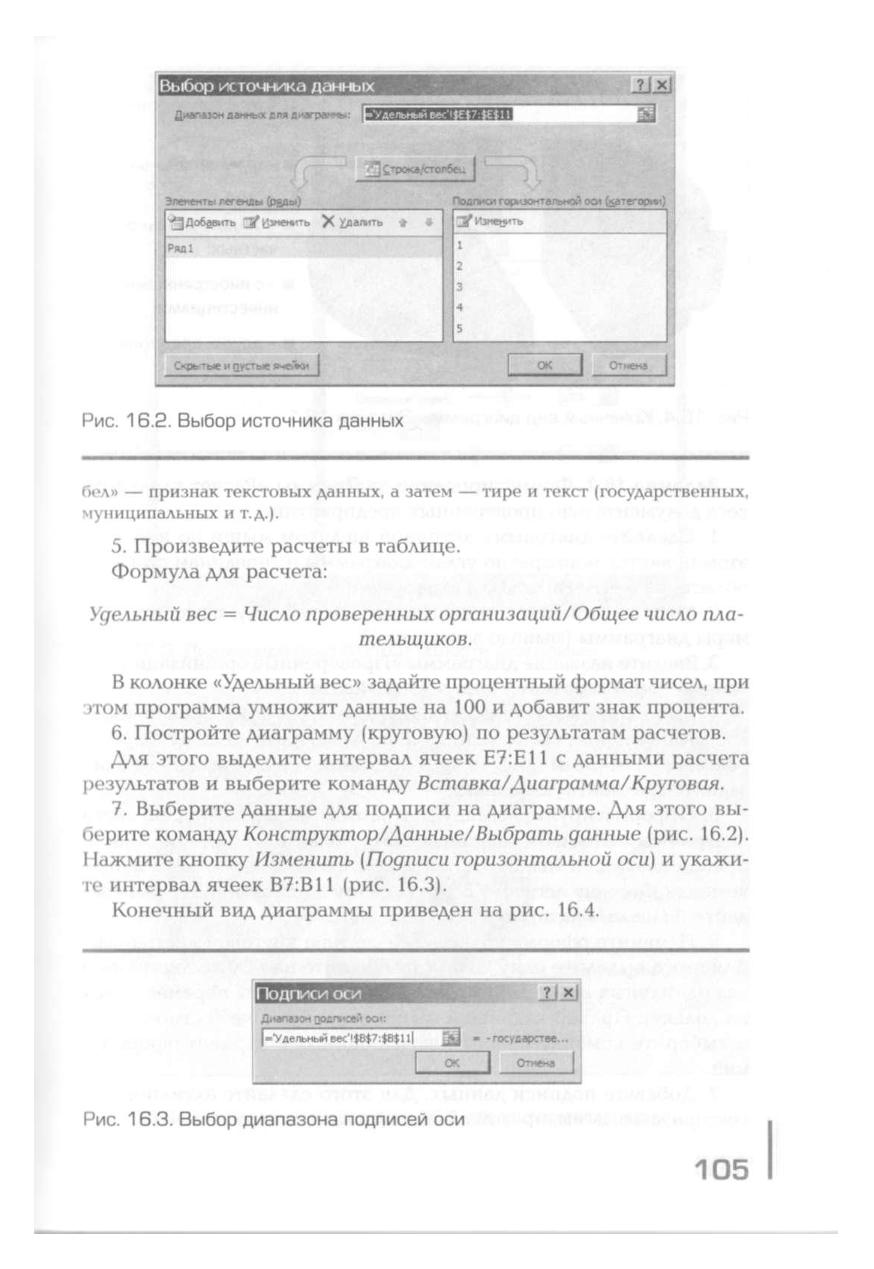 Выбор источника данных
Диапазон данных для диаграммы: ='Удельный вес'!$E$7:$E$11
Строка/столбец
Элементы легенды (ряды) Подписи горизонтальной оси (категории)
Добавить Изменить Удалить Изменить
Ряд1 1
2
3
4
5
Скрытые и пустые ячейки ОК Отмена
Рис. 16.2. Выбор источника данных
бел» — признак текстовых данных, а затем — тире и текст (государственных,
муниципальных и т.д.).
5. Произведите расчеты в таблице.
Формула для расчета:
Удельный вес = Число проверенных организаций/Общее число пла-
тельщиков.
В колонке «Удельный вес» задайте процентный формат чисел, при
этом программа умножит данные на 100 и добавит знак процента.
6. Постройте диаграмму (круговую) по результатам расчетов.
Для этого выделите интервал ячеек E7:E11 с данными расчета
результатов и выберите команду Вставка/Диаграмма/Круговая.
7. Выберите данные для подписи на диаграмме. Для этого вы-
берите команду Конструктор/Данные/Выбрать данные (рис. 16.2).
Нажмите кнопку Изменить (Подписи горизонтальной оси) и укажи-
те интервал ячеек B7:B11 (рис. 16.3).
Конечный вид диаграммы приведен на рис. 16.4.
Подписи оси
Диапазон подписей оси:
='Удельный вес'!$B$7:$B$11 = - государстве...
ОК Отмена
Рис. 16.3. Выбор диапазона подписей оси
105